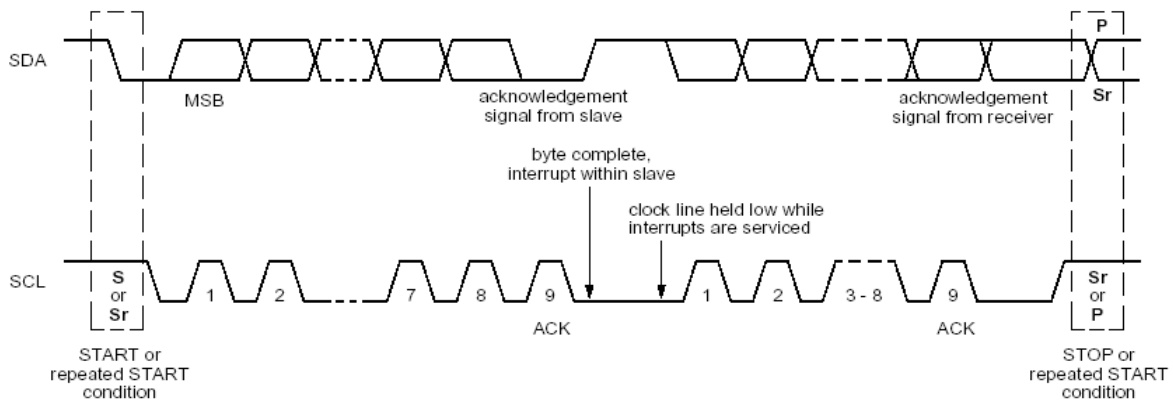 P
SDA
MSB
acknowledgement
signal from slave
acknowledgement
signal from receiver
Sr
byte complete,
interrupt within slave
clock line held low while
interrupts are serviced
SCL
S
or
Sr
1
2
7
8
9
1
2
3 - 8
9
Sr
or
P
ACK
ACK
START or
repeated START
condition
STOP or
repeated START
condition